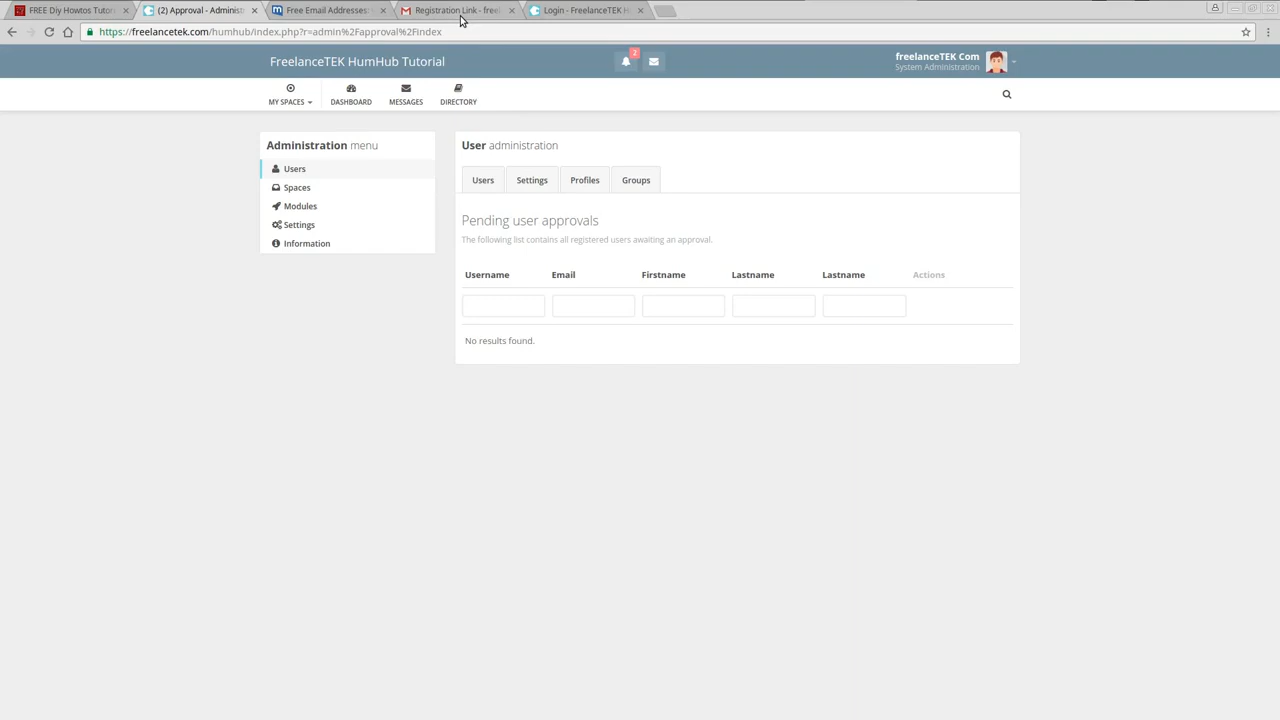 FREE Diy Howtos Tutori
(2) Approval - Administ
Free Email Addresses: 
Registration Link - freel
Login - FreelanceTEK H
https://freelancetek.com/humhub/index.php?r=admin%2Fapproval%2Findex
FreelanceTEK HumHub Tutorial
2
freelanceTEK Com
System Administration
MY SPACES
DASHBOARD
MESSAGES
DIRECTORY
Administration menu
Users
Spaces
Modules
Settings
Information
User administration
Users
Settings
Profiles
Groups
Pending user approvals
The following list contains all registered users awaiting an approval.
Username Email Firstname Lastname Lastname Actions
No results found.